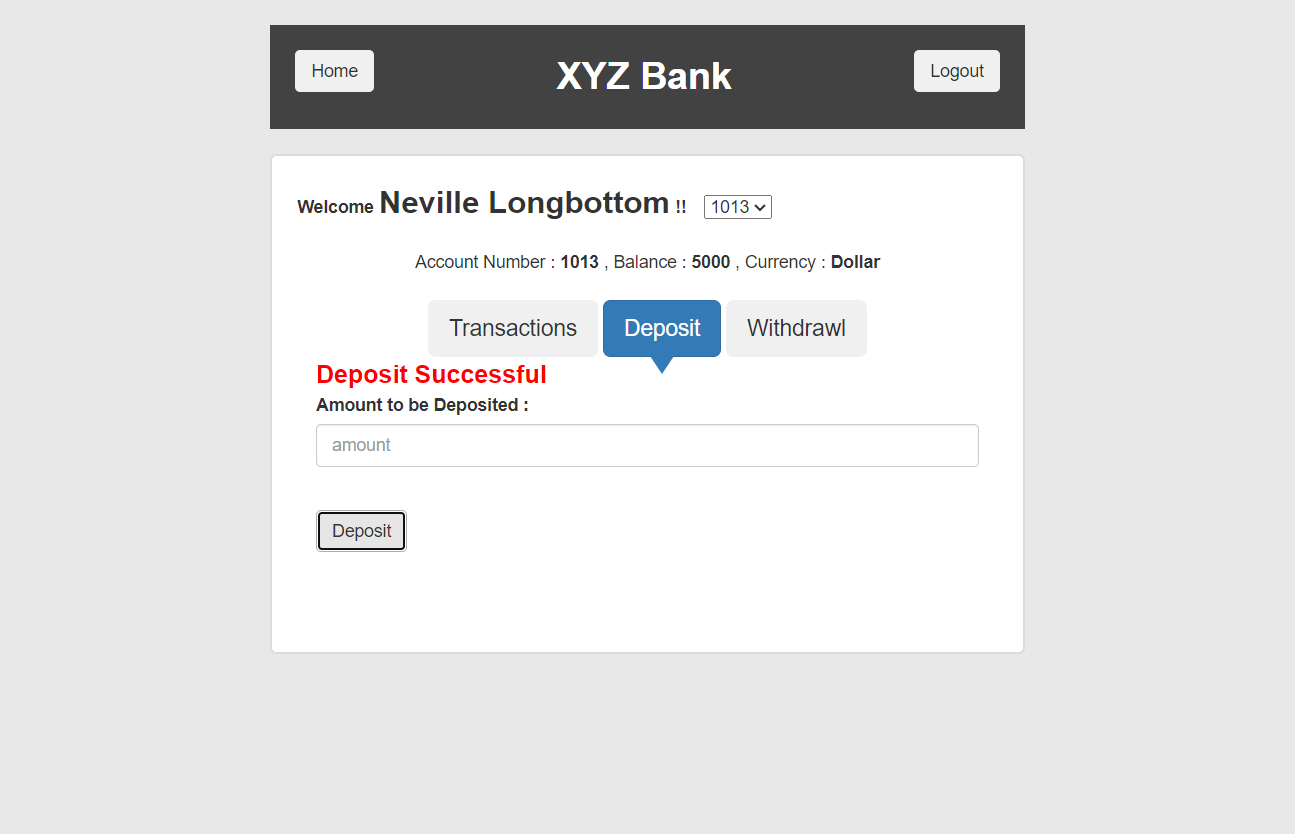 Home XYZ Bank Logout
Welcome Neville Longbottom !! 1013
Account Number : 1013 , Balance : 5000 , Currency : Dollar
Transactions Deposit Withdrawl
Deposit Successful
Amount to be Deposited :
amount
Deposit